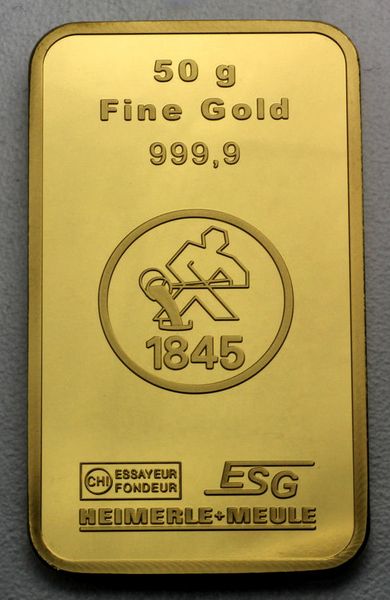 50 g
Fine Gold
999,9
1845
CHI ESSAYEUR
FONDEUR
ESG
HEIMERLE+MEULE